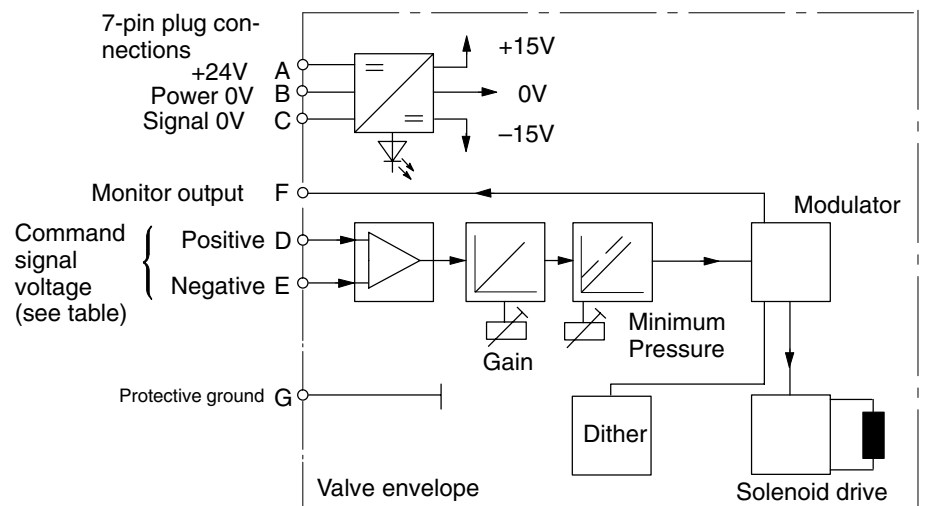 7-pin plug con-
nections
+24V A
Power 0V B
Signal 0V C
+15V
0V
–15V
Monitor output F
Modulator
Command
signal
voltage
(see table)
Positive D
Negative E
Gain
Minimum
Pressure
Protective ground G
Dither
Valve envelope
Solenoid drive